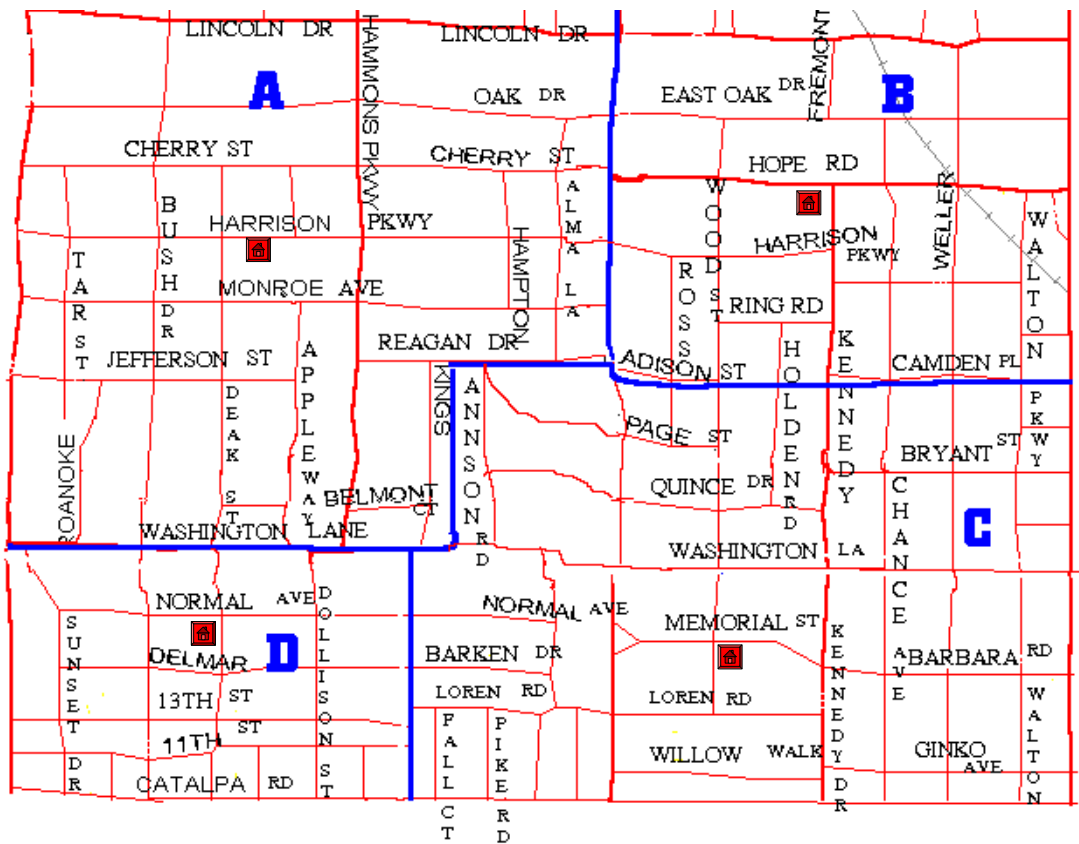 LINCOLN DR
LINCOLN DR
HAMMONS PKWY
FREMONT
A
B
OAK DR
EAST OAK DR
CHERRY ST
CHERRY ST
HOPE RD
BUSH DR
HARRISON PKWY
ALMA LA
WOOD ST
HARRISON PKWY
WELLER
WALTON PKWY
TAR ST
HAMPTON
ROSS
MONROE AVE
RING RD
REAGAN DR
JEFFERSON ST
APPLEWAY
ADISON ST
HOLDEN RD
KENNEDY
CAMDEN PL
KINGS
ANNSON RD
DEAK ST
PAGE ST
BRYANT ST
ROANOKE
BELMONT CT
QUINCE DR
CHANCE AVE
C
WASHINGTON LANE
WASHINGTON LA
NORMAL AVE
DOLLISON ST
NORMAL AVE
MEMORIAL ST
SUNSET DR
DELMAR
D
BARKEN DR
KENNEDY DR
BARBARA RD
13TH ST
LOREN RD
LOREN RD
WALTON
11TH ST
FALL CT
PIKE RD
WILLOW WALK
GINKO AVE
CATALPA RD